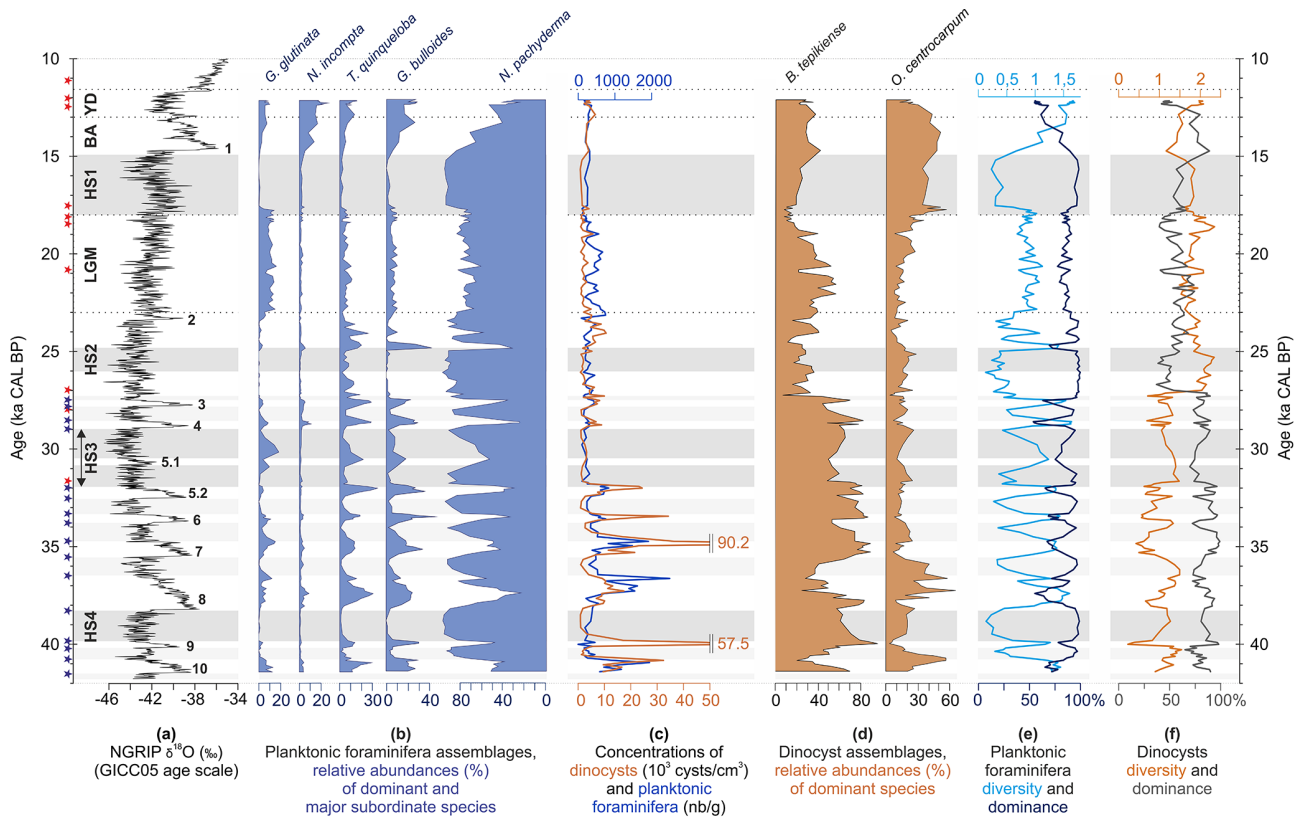 G. glutinata
N. incompta
T. quinqueloba
G. bulloides
N. pachyderma
B. tepikiense
O. centrocarpum
0 1000 2000
0 0,5 1 1,5
0 1 2
10
15
20
25
30
35
40
Age (ka CAL BP)
YD
BA
HS1
LGM
HS2
HS3
HS4
1
2
3
4
5.1
5.2
6
7
8
9
10
90.2
57.5
10
15
20
25
30
35
40
Age (ka CAL BP)
-46 -42 -38 -34
0 20
0 20
0 30
0 40
80 40 0
0 10 20 30 40 50
0 40 80
0 30 60
0 50 100%
0 50 100%
(a)
NGRIP δ18O (‰)
(GICC05 age scale)
(b)
Planktonic foraminifera assemblages,
relative abundances (%)
of dominant and
major subordinate species
(c)
Concentrations of
dinocysts (10³ cysts/cm³)
and planktonic
foraminifera (nb/g)
(d)
Dinocyst assemblages,
relative abundances (%)
of dominant species
(e)
Planktonic
foraminifera
diversity and
dominance
(f)
Dinocysts
diversity and
dominance